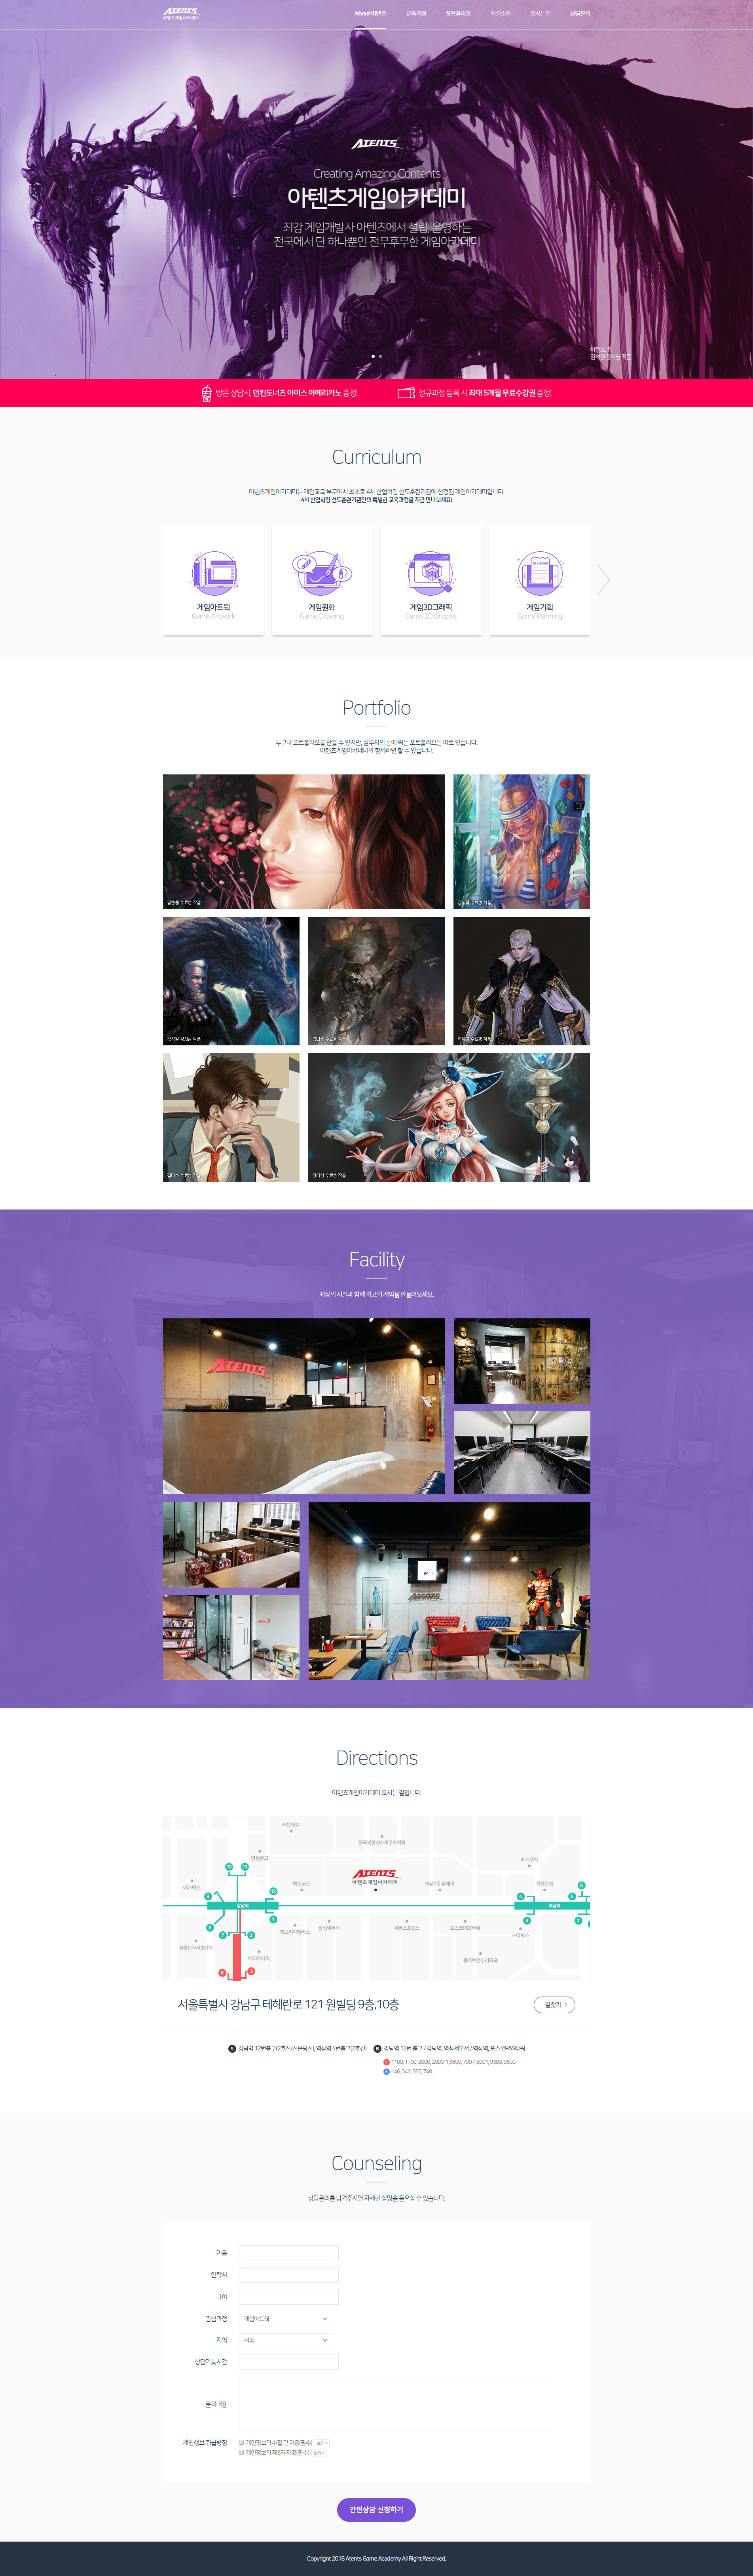 ATENTS
아텐츠게임아카데미
About 아텐츠
교육과정
포트폴리오
시설소개
오시는길
상담문의
ATENTS
Creating Amazing Contents
아텐츠게임아카데미
최강 게임개발사 아텐츠에서 설립, 운영하는
전국에서 단 하나뿐인 전무후무한 게임아카데미
방문 상담시, 던킨도너츠 아이스 아메리카노 증정!
정규과정 등록 시 최대 5개월 무료수강권 증정!
Curriculum
아텐츠게임아카데미는 게임교육 부문에서 최초로 4차 산업혁명 선도훈련기관에 선정된 게임아카데미입니다.
4차 산업혁명 선도훈련기관만의 특별한 교육과정을 지금 만나보세요!
게임아트웍
Game Artwork
게임원화
Game Drawing
게임3D그래픽
Game 3D Graphic
PLANNING
게임기획
Game Planning
Portfolio
누구나 포트폴리오를 만들 수 있지만, 실무자의 눈에 띄는 포트폴리오는 따로 있습니다.
아텐츠게임아카데미와 함께라면 할 수 있습니다.
Facility
최상의 시설과 함께 최고의 게임을 만들어보세요.
ATENTS
Directions
아텐츠게임아카데미 오시는 길입니다.
ATENTS
아텐츠게임아카데미
강남역
역삼역
서울특별시 강남구 테헤란로 121 원빌딩 9층,10층
길찾기
강남역 12번출구(2호선/신분당선), 역삼역 4번출구(2호선)
강남역 12번 출구 / 강남역, 역삼세무서 / 역삼역, 포스코P&S타워
1100, 1700, 2000, 2000-1,3600, 7007, 8001, 9303, 9600
146, 341, 360, 740
Counseling
상담문의를 남겨주시면 자세한 설명을 들으실 수 있습니다.
이름
연락처
나이
관심과정
게임아트웍
지역
서울
상담가능시간
문의내용
개인정보 취급방침
개인정보의 수집 및 이용(필수)
개인정보의 제3자 제공(필수)
간편상담 신청하기
Copyright 2018 Atents Game Academy All Right Reserved.